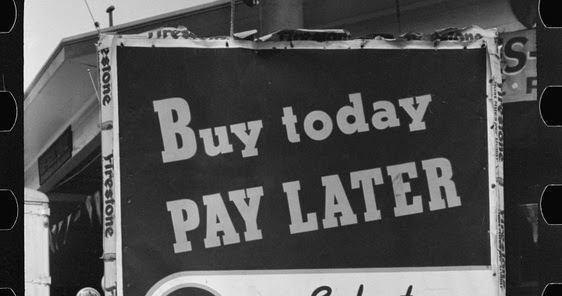 Firestone
Buy today
PAY LATER
Firestone